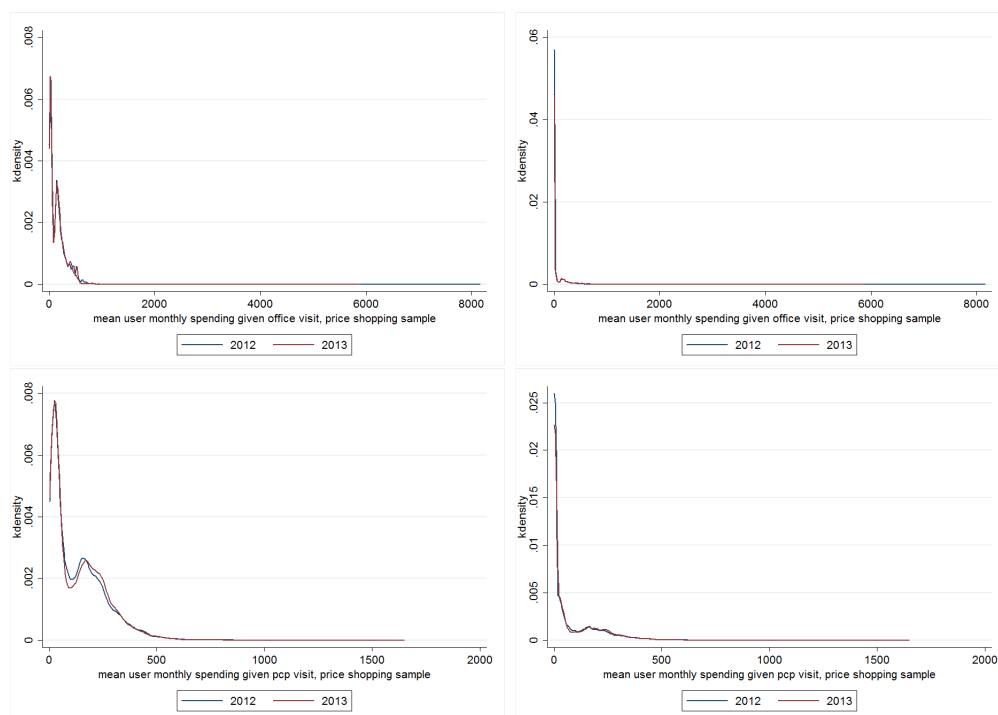 kdensity
.008
.006
.004
.002
0
0 2000 4000 6000 8000
mean user monthly spending given office visit, price shopping sample
2012 2013
kdensity
.06
.04
.02
0
0 2000 4000 6000 8000
mean user monthly spending given office visit, price shopping sample
2012 2013
kdensity
.008
.006
.004
.002
0
0 500 1000 1500 2000
mean user monthly spending given pcp visit, price shopping sample
2012 2013
kdensity
.025
.02
.015
.01
.005
0
0 500 1000 1500 2000
mean user monthly spending given pcp visit, price shopping sample
2012 2013